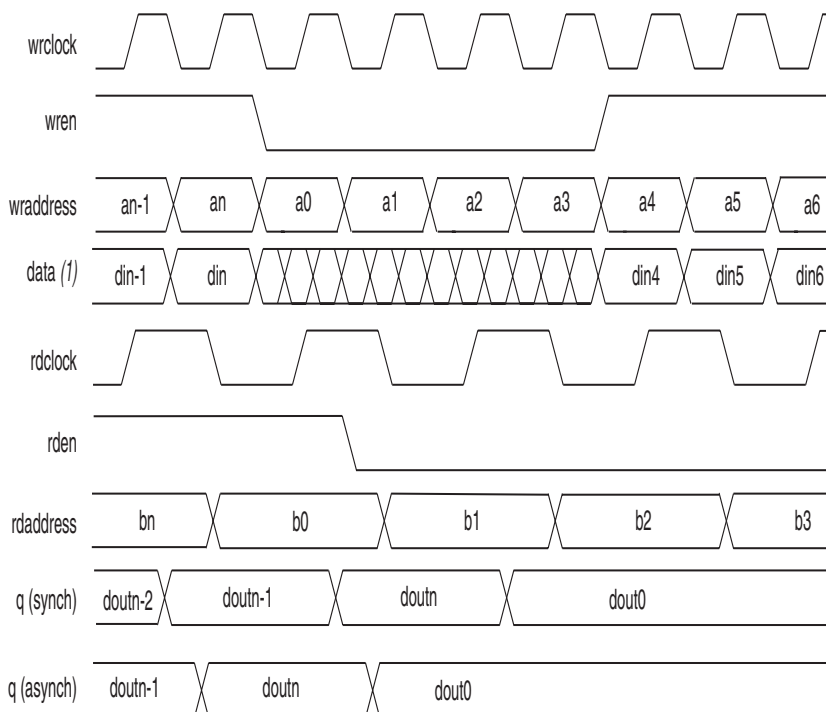 wrclock
wren
wraddress an-1 an a0 a1 a2 a3 a4 a5 a6
data (1) din-1 din din4 din5 din6
rdclock
rden
rdaddress bn b0 b1 b2 b3
q (synch) doutn-2 doutn-1 doutn dout0
q (asynch) doutn-1 doutn dout0